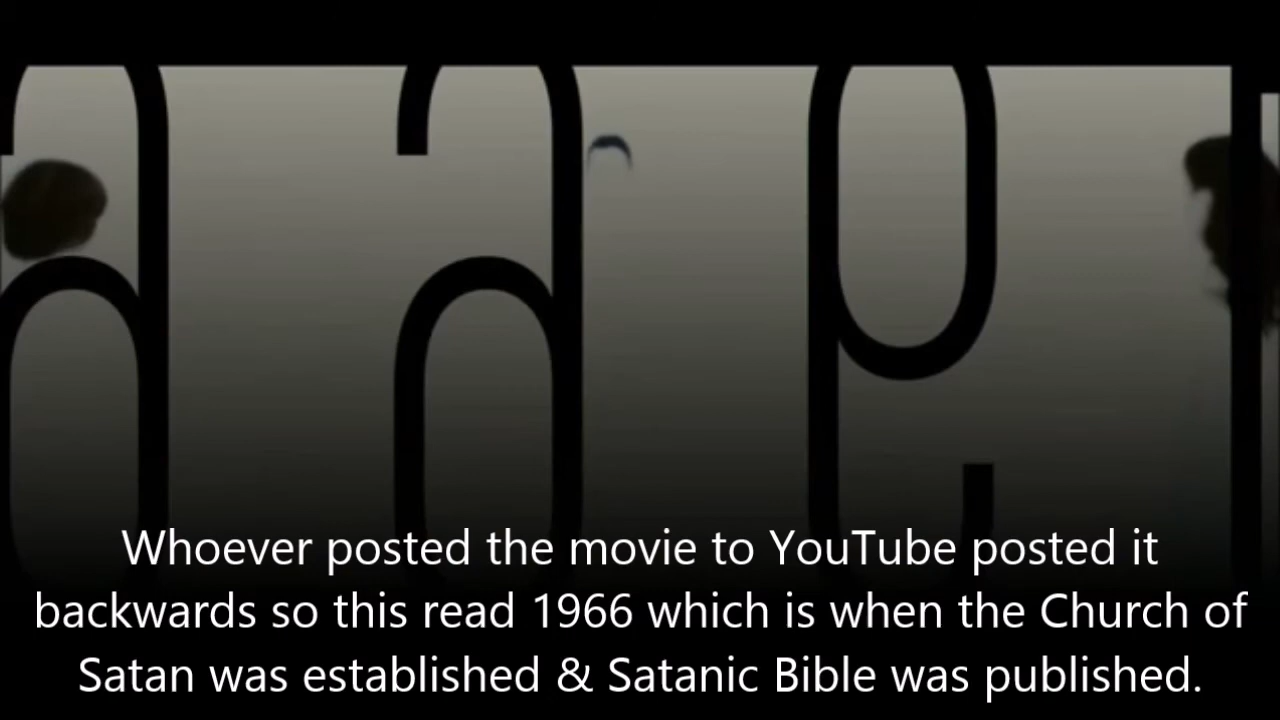 Whoever posted the movie to YouTube posted it
backwards so this read 1966 which is when the Church of
Satan was established & Satanic Bible was published.